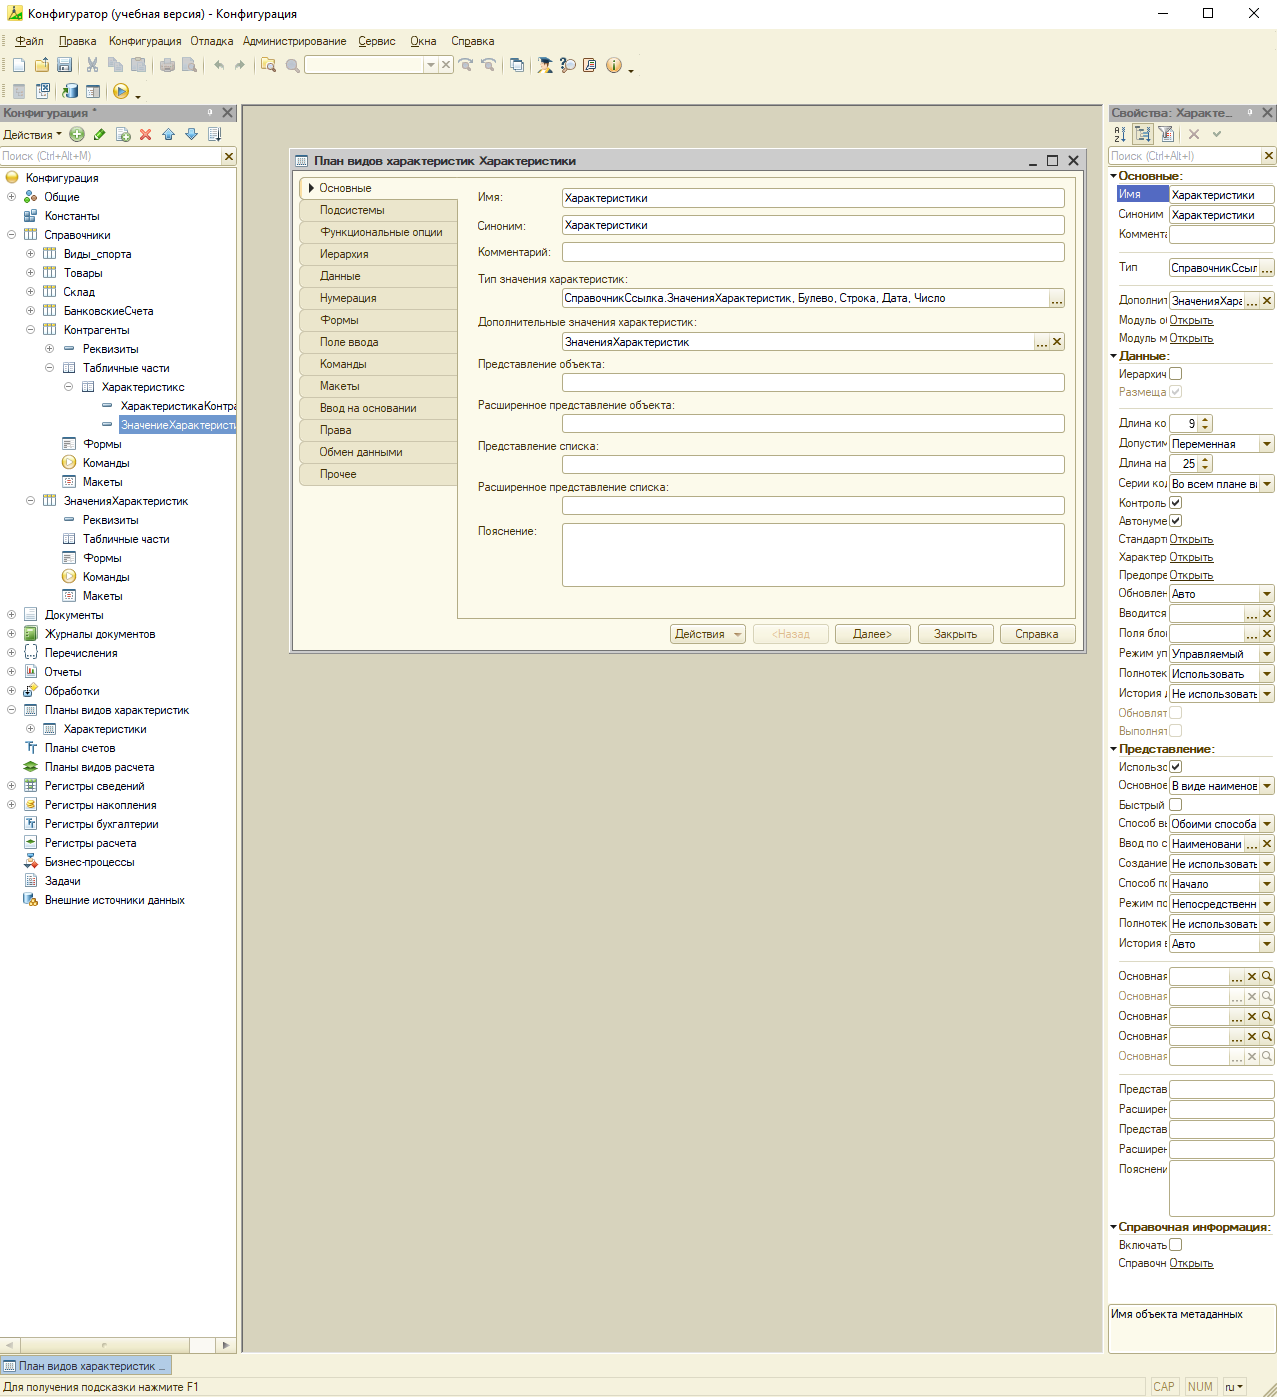 Конфигуратор (учебная версия) - Конфигурация
Файл Правка Конфигурация Отладка Администрирование Сервис Окна Справка
Конфигурация *
Действия
Поиск (Ctrl+Alt+M)
Конфигурация
Общие
Константы
Справочники
Виды_спорта
Товары
Склад
БанковскиеСчета
Контрагенты
Реквизиты
Табличные части
Характеристикс
ХарактеристикаКонтра
ЗначениеХарактеристи
Формы
Команды
Макеты
ЗначенияХарактеристик
Реквизиты
Табличные части
Формы
Команды
Макеты
Документы
Журналы документов
Перечисления
Отчеты
Обработки
Планы видов характеристик
Характеристики
Планы счетов
Планы видов расчета
Регистры сведений
Регистры накопления
Регистры бухгалтерии
Регистры расчета
Бизнес-процессы
Задачи
Внешние источники данных
План видов характеристик Характеристики
Основные
Подсистемы
Функциональные опции
Иерархия
Данные
Нумерация
Формы
Поле ввода
Команды
Макеты
Ввод на основании
Права
Обмен данными
Прочее
Имя: Характеристики
Синоним: Характеристики
Комментарий:
Тип значения характеристик:
СправочникСсылка.ЗначенияХарактеристик, Булево, Строка, Дата, Число ...
Дополнительные значения характеристик:
ЗначенияХарактеристик ...
Представление объекта:
Расширенное представление объекта:
Представление списка:
Расширенное представление списка:
Пояснение:
Действия <Назад Далее> Закрыть Справка
Свойства: Характе...
Поиск (Ctrl+Alt+I)
Основные:
Имя Характеристики
Синоним Характеристики
Коммента
Тип СправочникСсыл ...
Дополнит ЗначенияХара ...
Модуль об Открыть
Модуль м Открыть
Данные:
Иерархич
Размеща
Длина ко 9
Допустим Переменная
Длина на 25
Серии код Во всем плане ви
Контроль
Автонуме
Стандарт Открыть
Характер Открыть
Предопре Открыть
Обновлен Авто
Вводится ...
Поля бло ...
Режим уп Управляемый
Полнотек Использовать
История д Не использовать
Обновлят
Выполнят
Представление:
Использо
Основное В виде наименов
Быстрый
Способ вы Обоими способа
Ввод по с Наименовани ...
Создание Не использовать
Способ по Начало
Режим по Непосредственн
Полнотек Не использовать
История в Авто
Основная ...
Основная ...
Основная ...
Основная ...
Основная ...
Представ
Расширен
Представ
Расширен
Пояснени
Справочная информация:
Включать
Справочн Открыть
Имя объекта метаданных
План видов характеристик ...
Для получения подсказки нажмите F1
CAP NUM ru